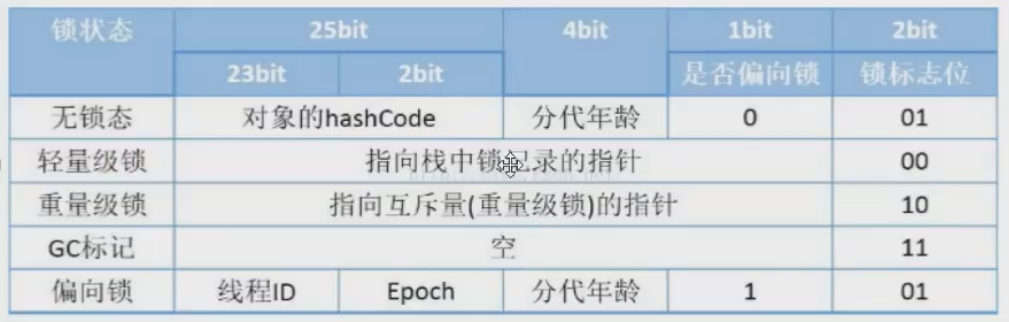 锁状态 25bit 4bit 1bit 2bit
23bit 2bit 是否偏向锁 锁标志位
无锁态 对象的hashCode 分代年龄 0 01
轻量级锁 指向栈中锁记录的指针 00
重量级锁 指向互斥量(重量级锁)的指针 10
GC标记 空 11
偏向锁 线程ID Epoch 分代年龄 1 01